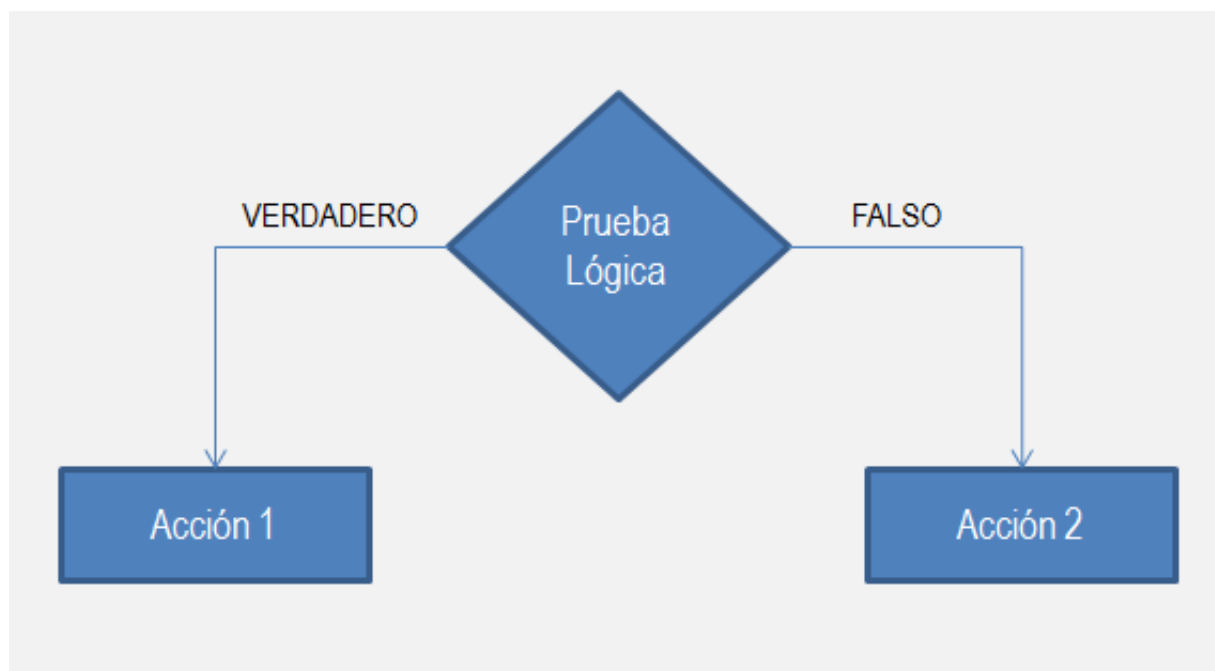 VERDADERO
Prueba
Lógica
FALSO
Acción 1
Acción 2